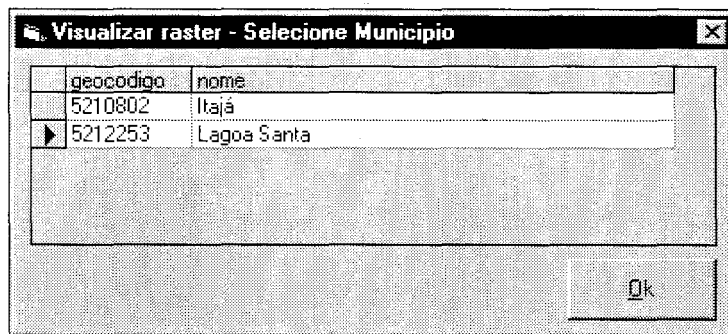 Visualizar raster - Selecione Municipio
geocodigo nome
5210802 Itajá
5212253 Lagoa Santa
Ok